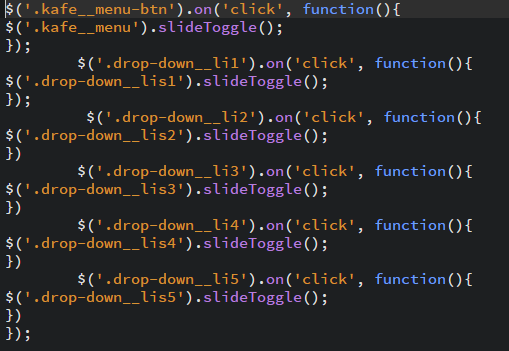 $('.kafe__menu-btn').on('click', function(){
$('.kafe__menu').slideToggle();
});
$('.drop-down__li1').on('click', function(){
$('.drop-down__lis1').slideToggle();
});
$('.drop-down__li2').on('click', function(){
$('.drop-down__lis2').slideToggle();
})
$('.drop-down__li3').on('click', function(){
$('.drop-down__lis3').slideToggle();
})
$('.drop-down__li4').on('click', function(){
$('.drop-down__lis4').slideToggle();
})
$('.drop-down__li5').on('click', function(){
$('.drop-down__lis5').slideToggle();
})
});